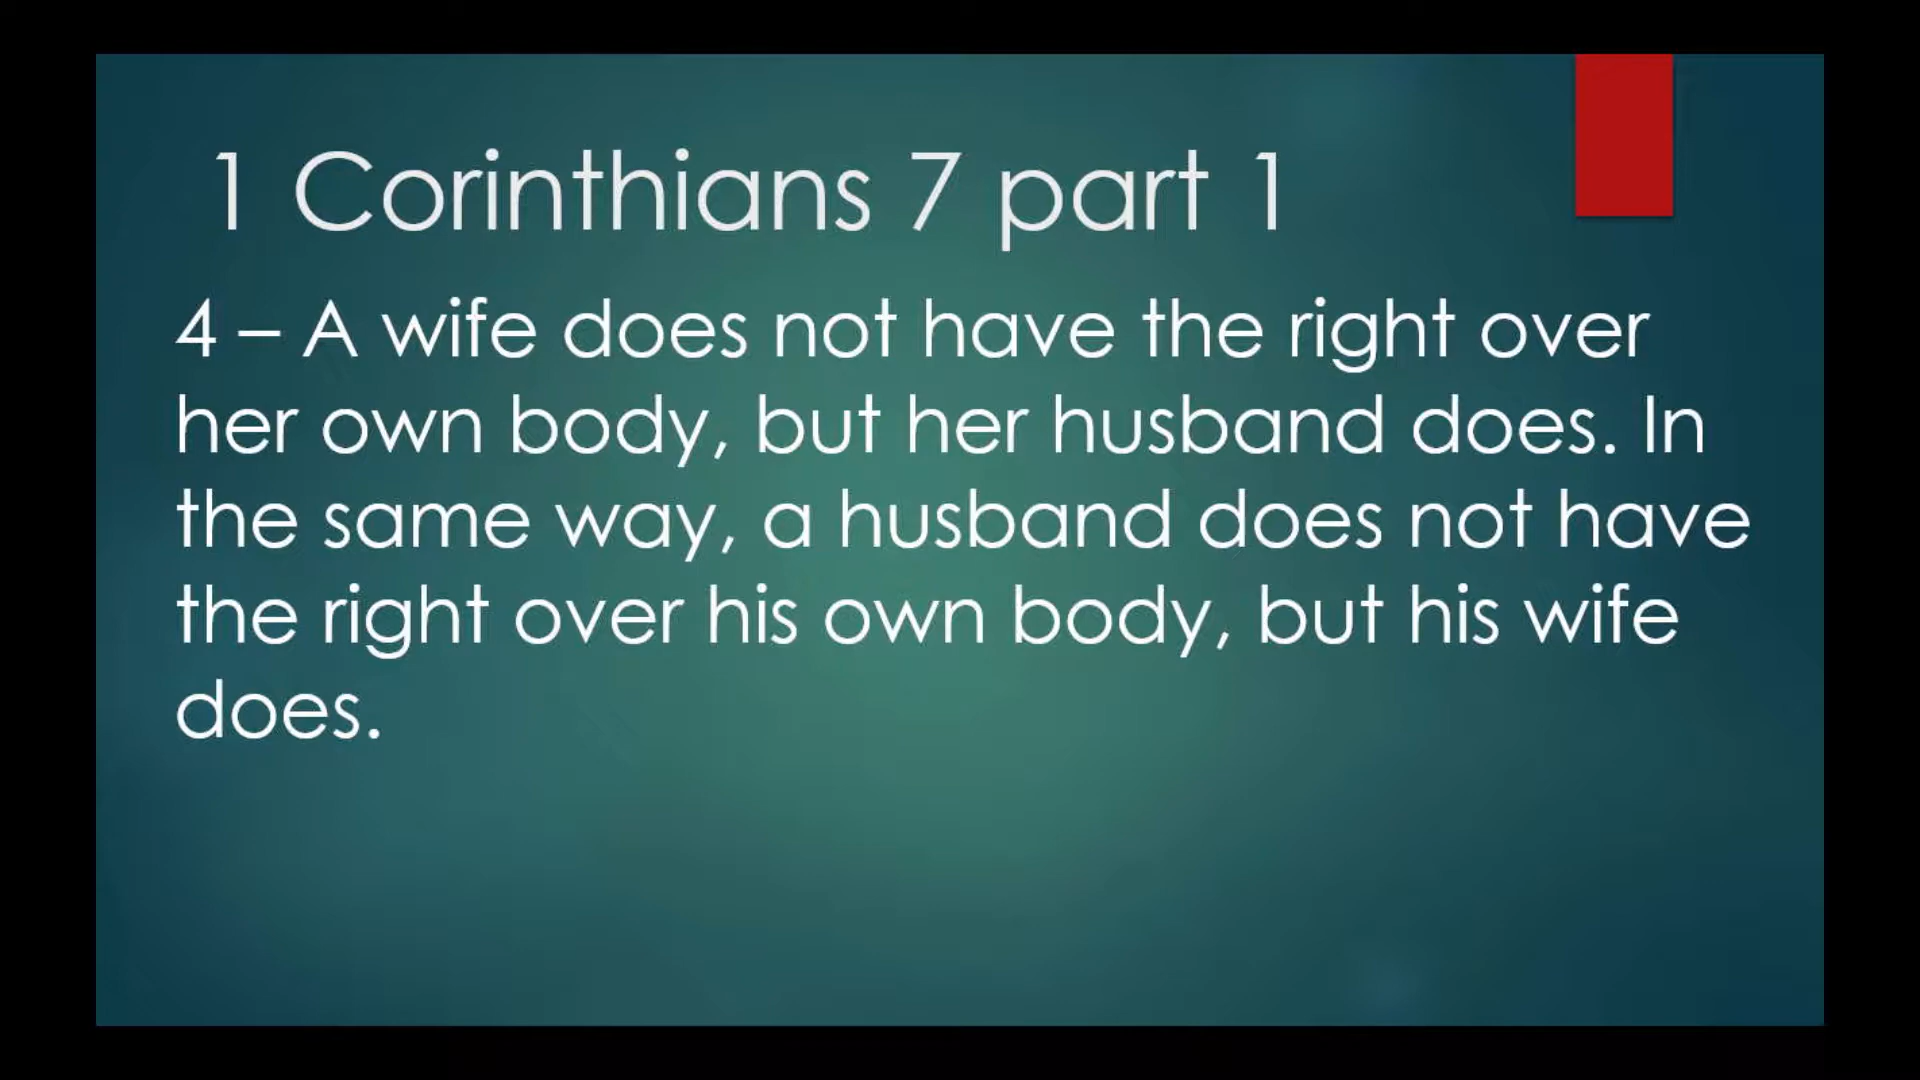 1 Corinthians 7 part 1
4 – A wife does not have the right over
her own body, but her husband does. In
the same way, a husband does not have
the right over his own body, but his wife
does.